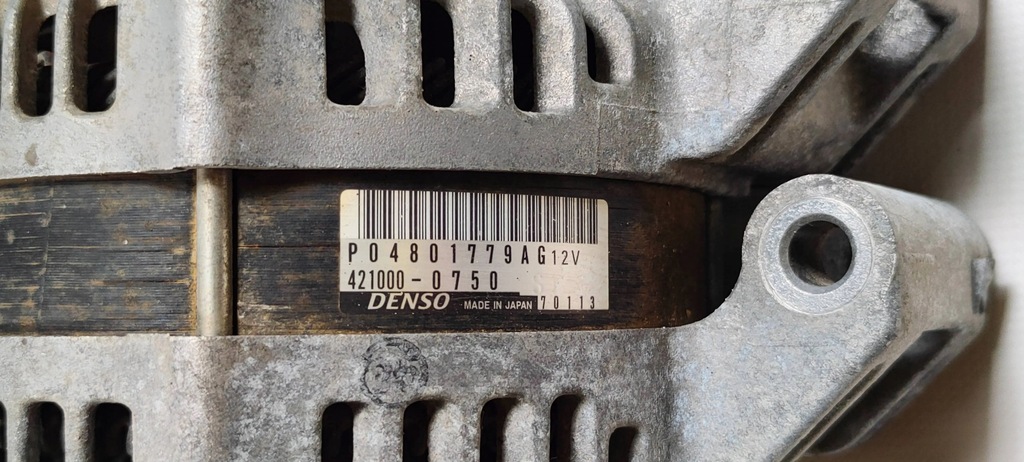 P04801779AG12V
421000-0750
DENSO MADE IN JAPAN 70113